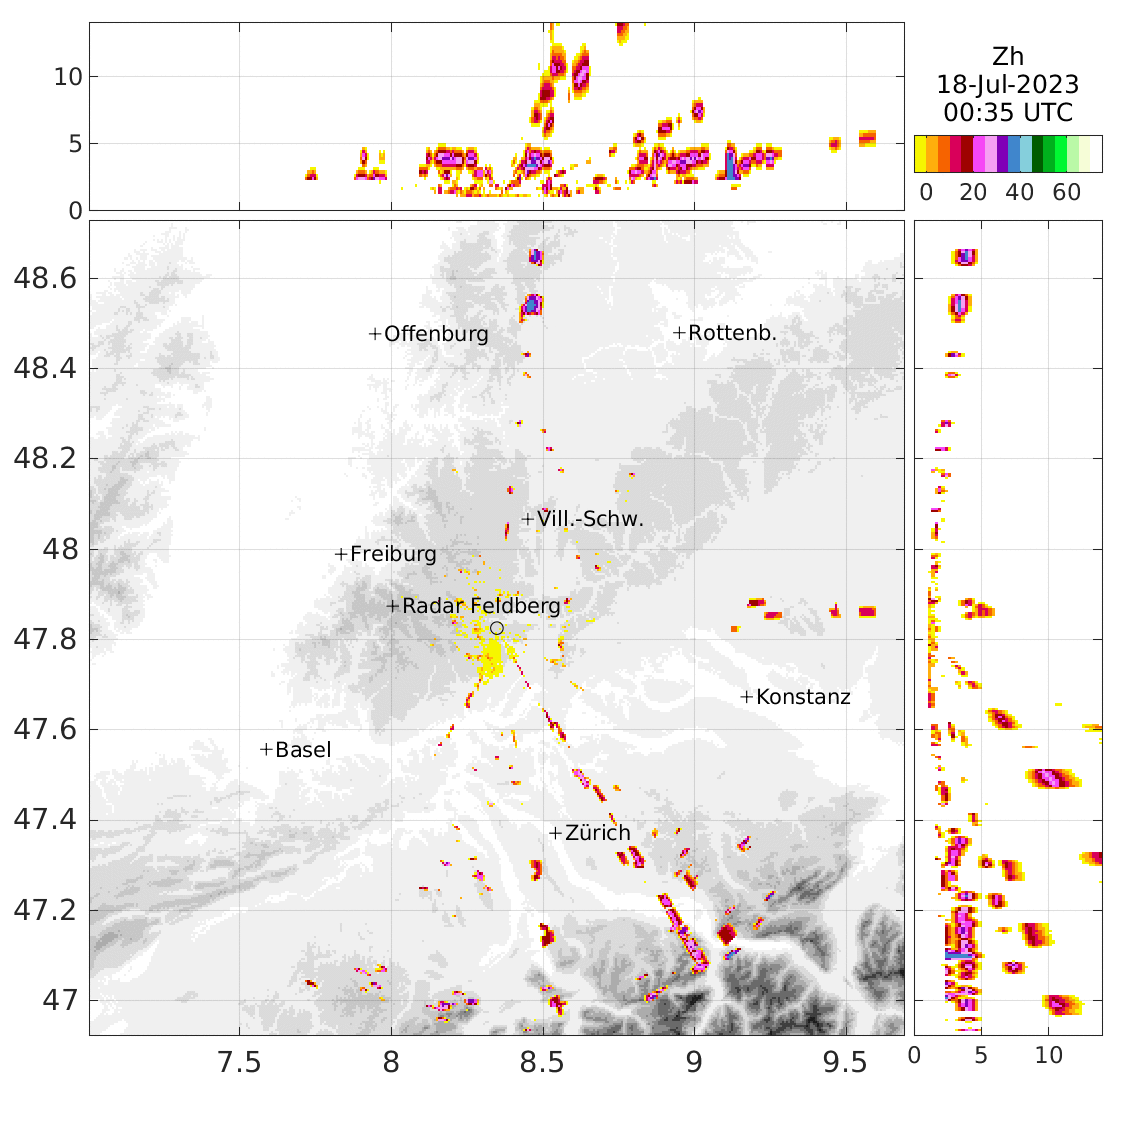 Zh
18-Jul-2023
00:35 UTC
10
5
0
0 20 40 60
48.6
48.4
48.2
48
47.8
47.6
47.4
47.2
47
+Offenburg
+Rottenb.
+Vill.-Schw.
+Freiburg
+Radar Feldberg
+Konstanz
+Basel
+Zürich
7.5 8 8.5 9 9.5
0 5 10